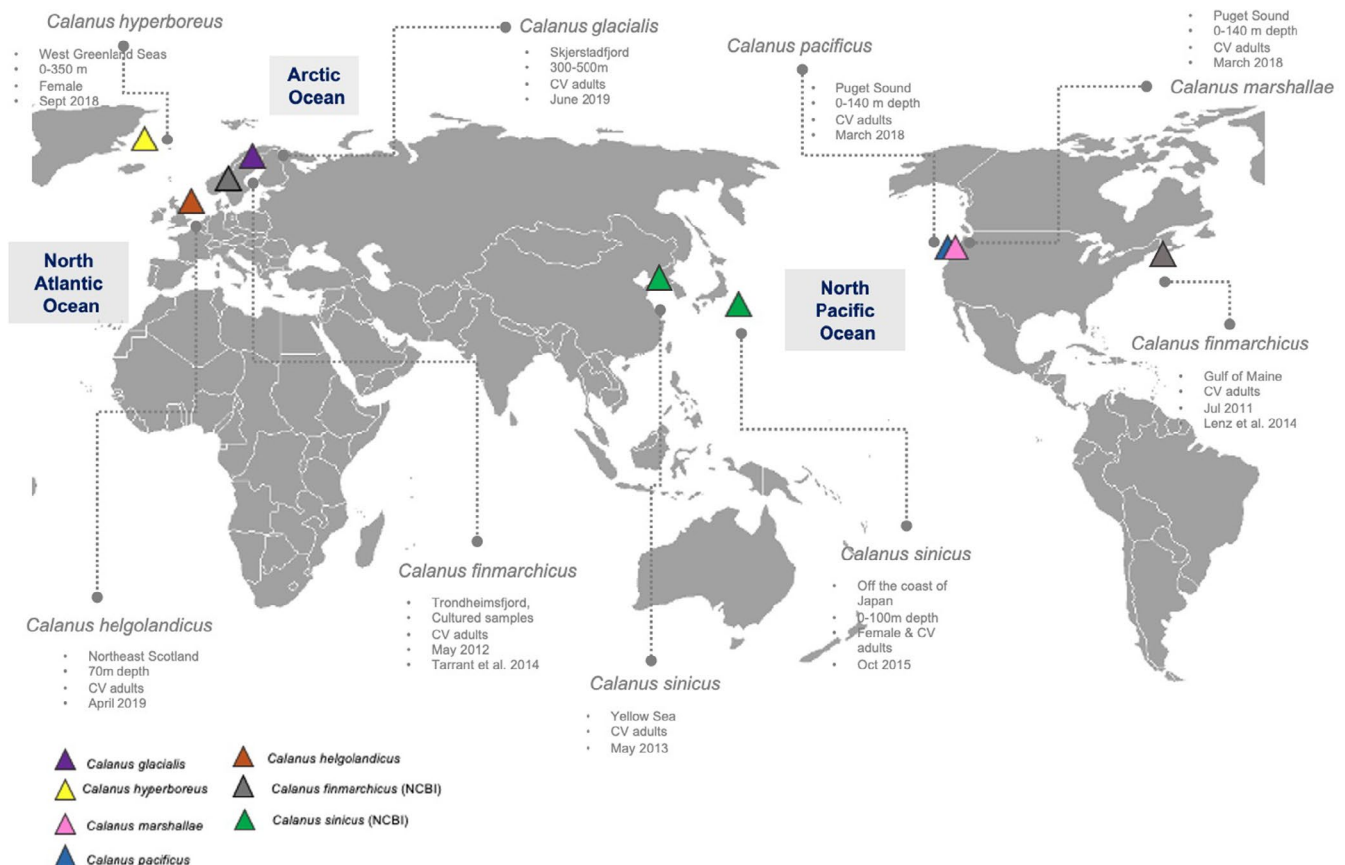 Calanus hyperboreus
• West Greenland Seas
• 0-350 m
• Female
• Sept 2018
Arctic
Ocean
Calanus glacialis
• Skjerstadfjord
• 300-500m
• CV adults
• June 2019
Calanus pacificus
• Puget Sound
• 0-140 m depth
• CV adults
• March 2018
• Puget Sound
• 0-140 m depth
• CV adults
• March 2018
Calanus marshallae
North
Atlantic
Ocean
North
Pacific
Ocean
Calanus finmarchicus
• Gulf of Maine
• CV adults
• Jul 2011
• Lenz et al. 2014
Calanus helgolandicus
• Northeast Scotland
• 70m depth
• CV adults
• April 2019
Calanus finmarchicus
• Trondheimsfjord,
• Cultured samples
• CV adults
• May 2012
• Tarrant et al. 2014
Calanus sinicus
• Yellow Sea
• CV adults
• May 2013
Calanus sinicus
• Off the coast of
Japan
• 0-100m depth
• Female & CV
adults
• Oct 2015
Calanus glacialis
Calanus hyperboreus
Calanus marshallae
Calanus pacificus
Calanus helgolandicus
Calanus finmarchicus (NCBI)
Calanus sinicus (NCBI)